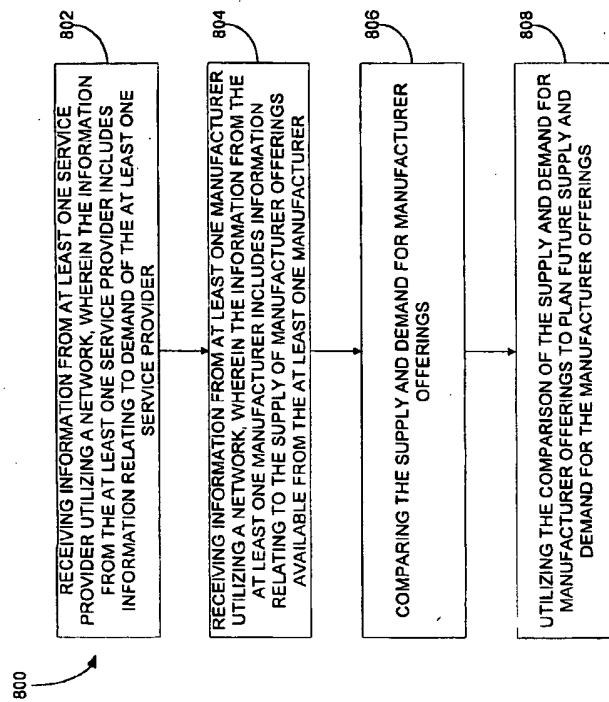 800
802
RECEIVING INFORMATION FROM AT LEAST ONE SERVICE
PROVIDER UTILIZING A NETWORK, WHEREIN THE INFORMATION
FROM THE AT LEAST ONE SERVICE PROVIDER INCLUDES
INFORMATION RELATING TO DEMAND OF THE AT LEAST ONE
SERVICE PROVIDER
804
RECEIVING INFORMATION FROM AT LEAST ONE MANUFACTURER
UTILIZING A NETWORK, WHEREIN THE INFORMATION FROM THE
AT LEAST ONE MANUFACTURER INCLUDES INFORMATION
RELATING TO THE SUPPLY OF MANUFACTURER OFFERINGS
AVAILABLE FROM THE AT LEAST ONE MANUFACTURER
806
COMPARING THE SUPPLY AND DEMAND FOR MANUFACTURER
OFFERINGS
808
UTILIZING THE COMPARISON OF THE SUPPLY AND DEMAND FOR
MANUFACTURER OFFERINGS TO PLAN FUTURE SUPPLY AND
DEMAND FOR THE MANUFACTURER OFFERINGS